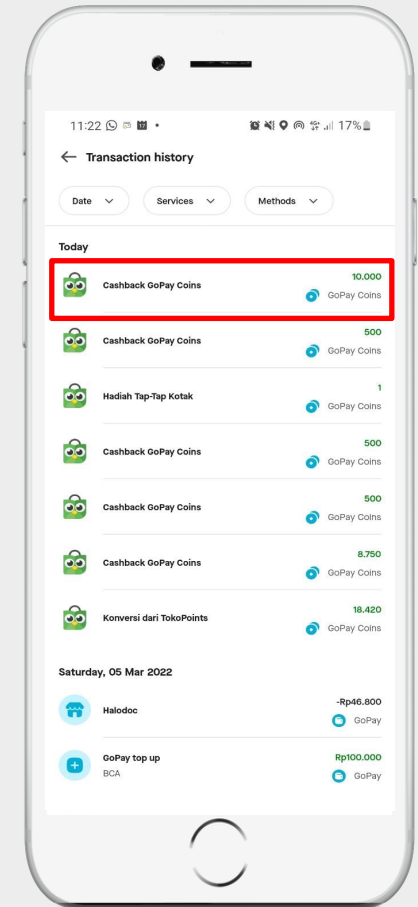 11:22 17%
Transaction history
Date Services Methods
Today
Cashback GoPay Coins 10.000
GoPay Coins
Cashback GoPay Coins 500
GoPay Coins
Hadiah Tap-Tap Kotak 1
GoPay Coins
Cashback GoPay Coins 500
GoPay Coins
Cashback GoPay Coins 500
GoPay Coins
Cashback GoPay Coins 8.750
GoPay Coins
Konversi dari TokoPoints 18.420
GoPay Coins
Saturday, 05 Mar 2022
Halodoc -Rp46.800
GoPay
GoPay top up Rp100.000
BCA GoPay